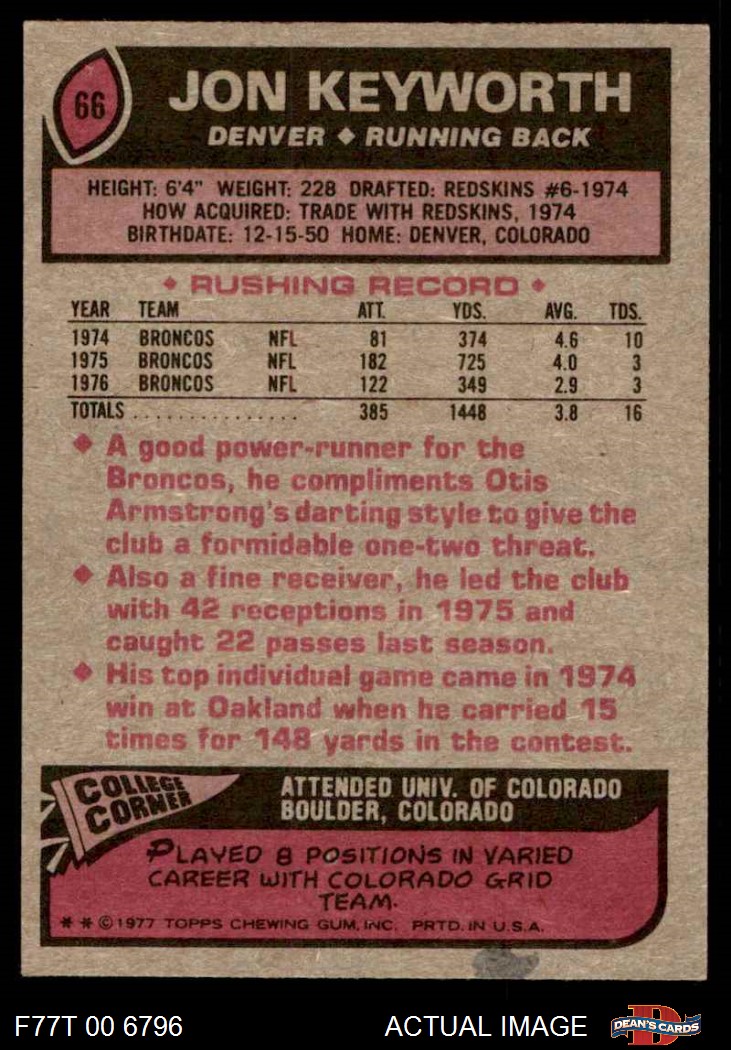 66
JON KEYWORTH
DENVER ◆ RUNNING BACK
HEIGHT: 6'4" WEIGHT: 228 DRAFTED: REDSKINS #6-1974
HOW ACQUIRED: TRADE WITH REDSKINS, 1974
BIRTHDATE: 12-15-50 HOME: DENVER, COLORADO
◆ RUSHING RECORD ◆
YEAR TEAM ATT. YDS. AVG. TDS.
1974 BRONCOS NFL 81 374 4.6 10
1975 BRONCOS NFL 182 725 4.0 3
1976 BRONCOS NFL 122 349 2.9 3
TOTALS ............... 385 1448 3.8 16
◆ A good power-runner for the
Broncos, he compliments Otis
Armstrong's darting style to give the
club a formidable one-two threat.
◆ Also a fine receiver, he led the club
with 42 receptions in 1975 and
caught 22 passes last season.
◆ His top individual game came in 1974
win at Oakland when he carried 15
times for 148 yards in the contest.
COLLEGE
CORNER
ATTENDED UNIV. OF COLORADO
BOULDER, COLORADO
PLAYED 8 POSITIONS IN VARIED
CAREER WITH COLORADO GRID
TEAM.
* * © 1977 TOPPS CHEWING GUM, INC. PRTD. IN U.S.A.
F77T 00 6796 ACTUAL IMAGE
D
DEAN'S CARDS